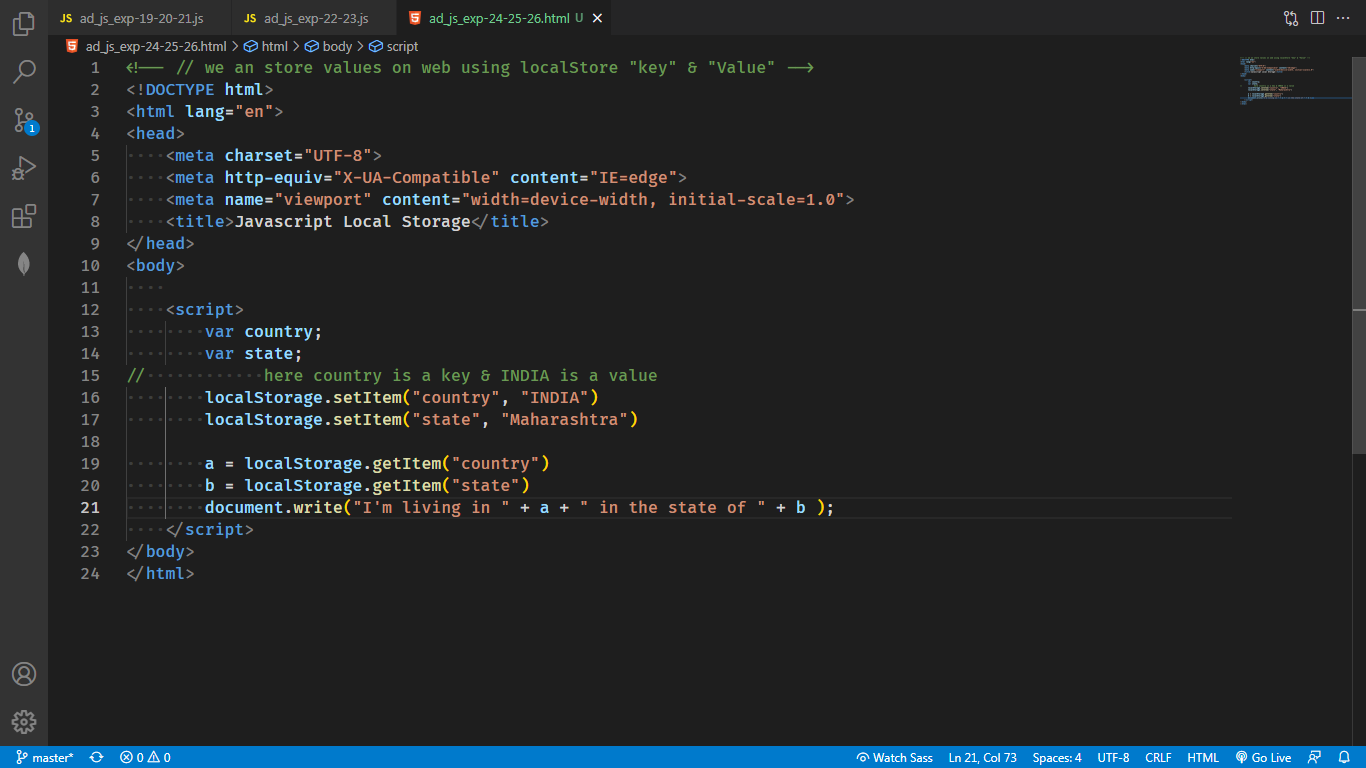 JS ad_js_exp-19-20-21.js JS ad_js_exp-22-23.js ad_js_exp-24-25-26.html U
ad_js_exp-24-25-26.html > html > body > script
1 <!-- // we an store values on web using localStore "key" & "Value" -->
2 <!DOCTYPE html>
3 <html lang="en">
4 <head>
5     <meta charset="UTF-8">
6     <meta http-equiv="X-UA-Compatible" content="IE=edge">
7     <meta name="viewport" content="width=device-width, initial-scale=1.0">
8     <title>Javascript Local Storage</title>
9 </head>
10 <body>
11
12     <script>
13         var country;
14         var state;
15 //            here country is a key & INDIA is a value
16         localStorage.setItem("country", "INDIA")
17         localStorage.setItem("state", "Maharashtra")
18
19         a = localStorage.getItem("country")
20         b = localStorage.getItem("state")
21         document.write("I'm living in " + a + " in the state of " + b );
22     </script>
23 </body>
24 </html>
1
master* 0 0 Watch Sass Ln 21, Col 73 Spaces: 4 UTF-8 CRLF HTML Go Live